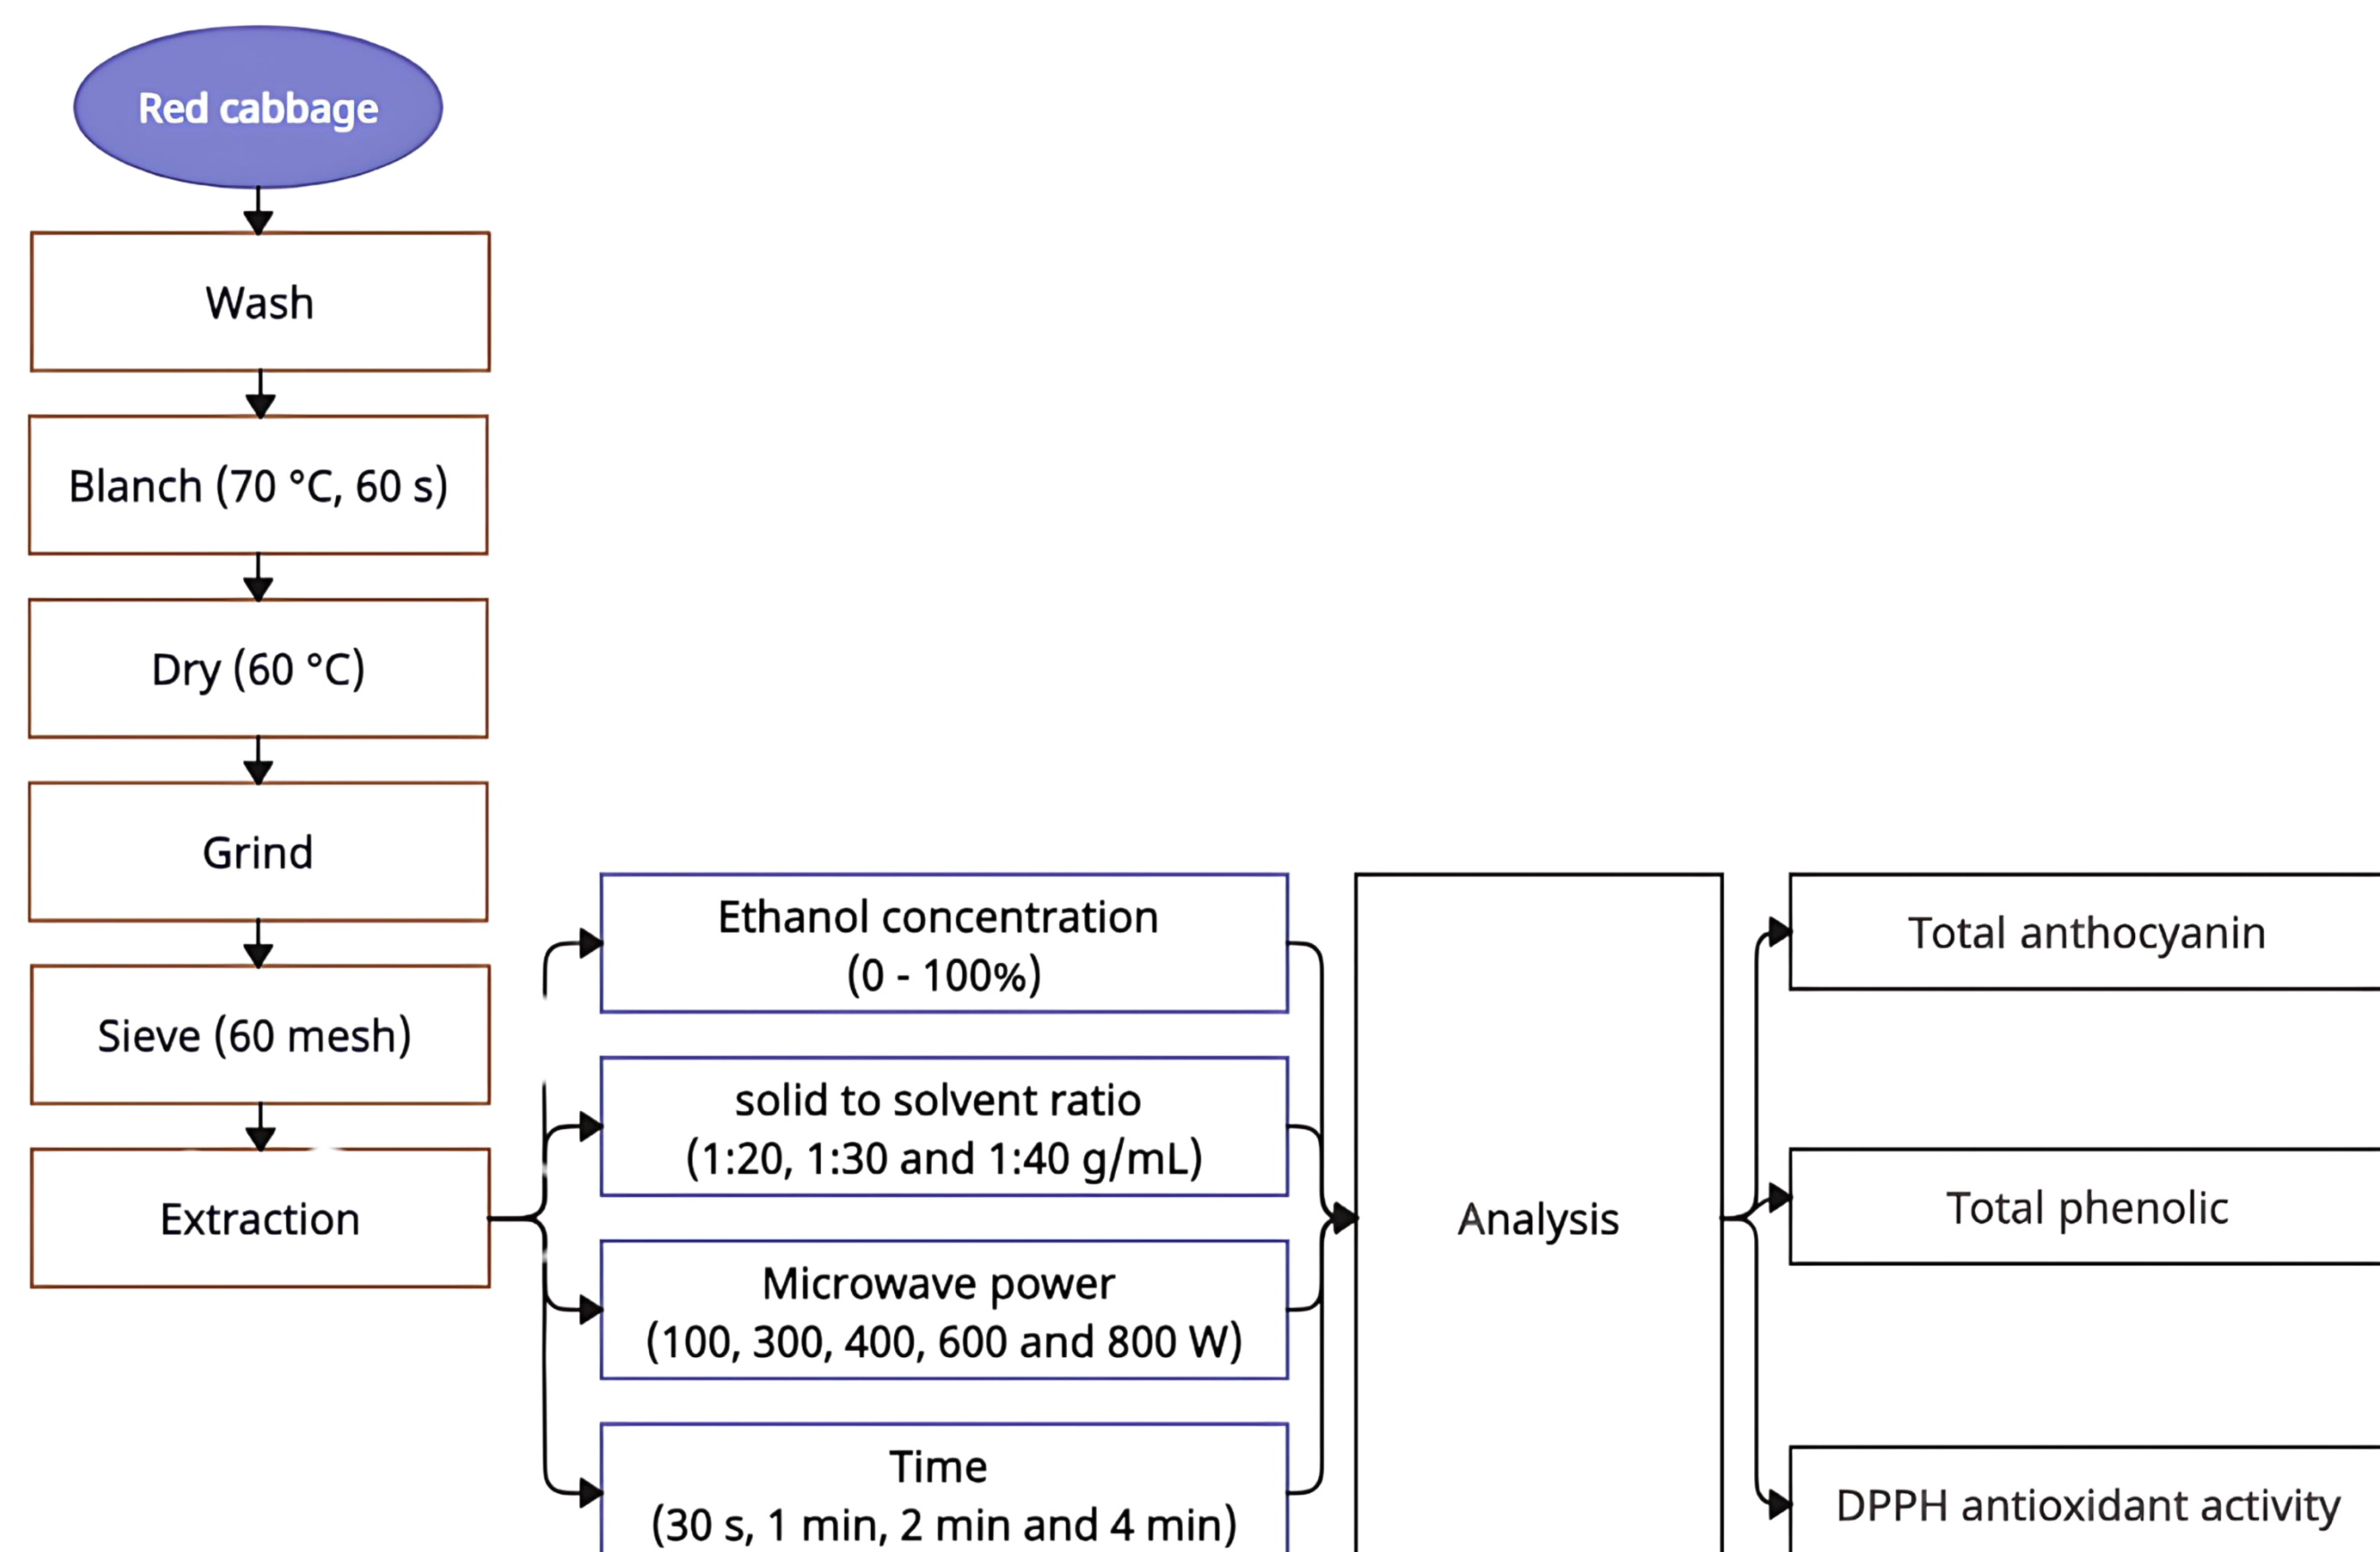 Red cabbage
Wash
Blanch (70 °C, 60 s)
Dry (60 °C)
Grind
Sieve (60 mesh)
Extraction
Ethanol concentration
(0 - 100%)
solid to solvent ratio
(1:20, 1:30 and 1:40 g/mL)
Microwave power
(100, 300, 400, 600 and 800 W)
Time
(30 s, 1 min, 2 min and 4 min)
Analysis
Total anthocyanin
Total phenolic
DPPH antioxidant activity